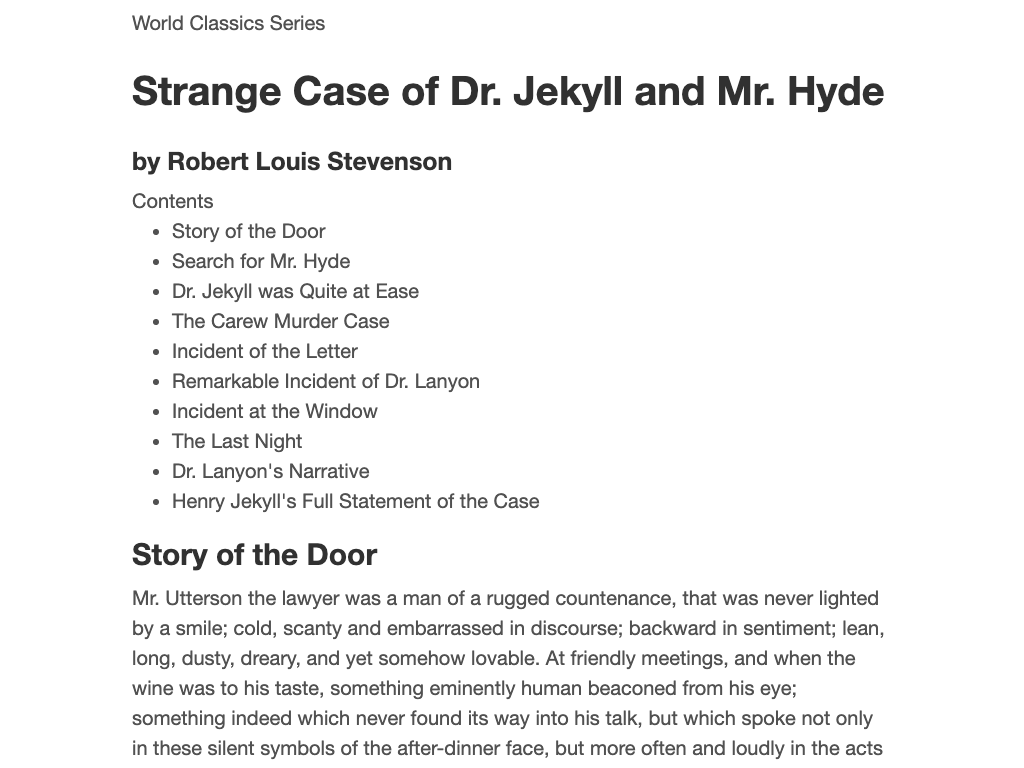 World Classics Series
Strange Case of Dr. Jekyll and Mr. Hyde
by Robert Louis Stevenson
Contents
• Story of the Door
• Search for Mr. Hyde
• Dr. Jekyll was Quite at Ease
• The Carew Murder Case
• Incident of the Letter
• Remarkable Incident of Dr. Lanyon
• Incident at the Window
• The Last Night
• Dr. Lanyon's Narrative
• Henry Jekyll's Full Statement of the Case
Story of the Door
Mr. Utterson the lawyer was a man of a rugged countenance, that was never lighted
by a smile; cold, scanty and embarrassed in discourse; backward in sentiment; lean,
long, dusty, dreary, and yet somehow lovable. At friendly meetings, and when the
wine was to his taste, something eminently human beaconed from his eye;
something indeed which never found its way into his talk, but which spoke not only
in these silent symbols of the after-dinner face, but more often and loudly in the acts